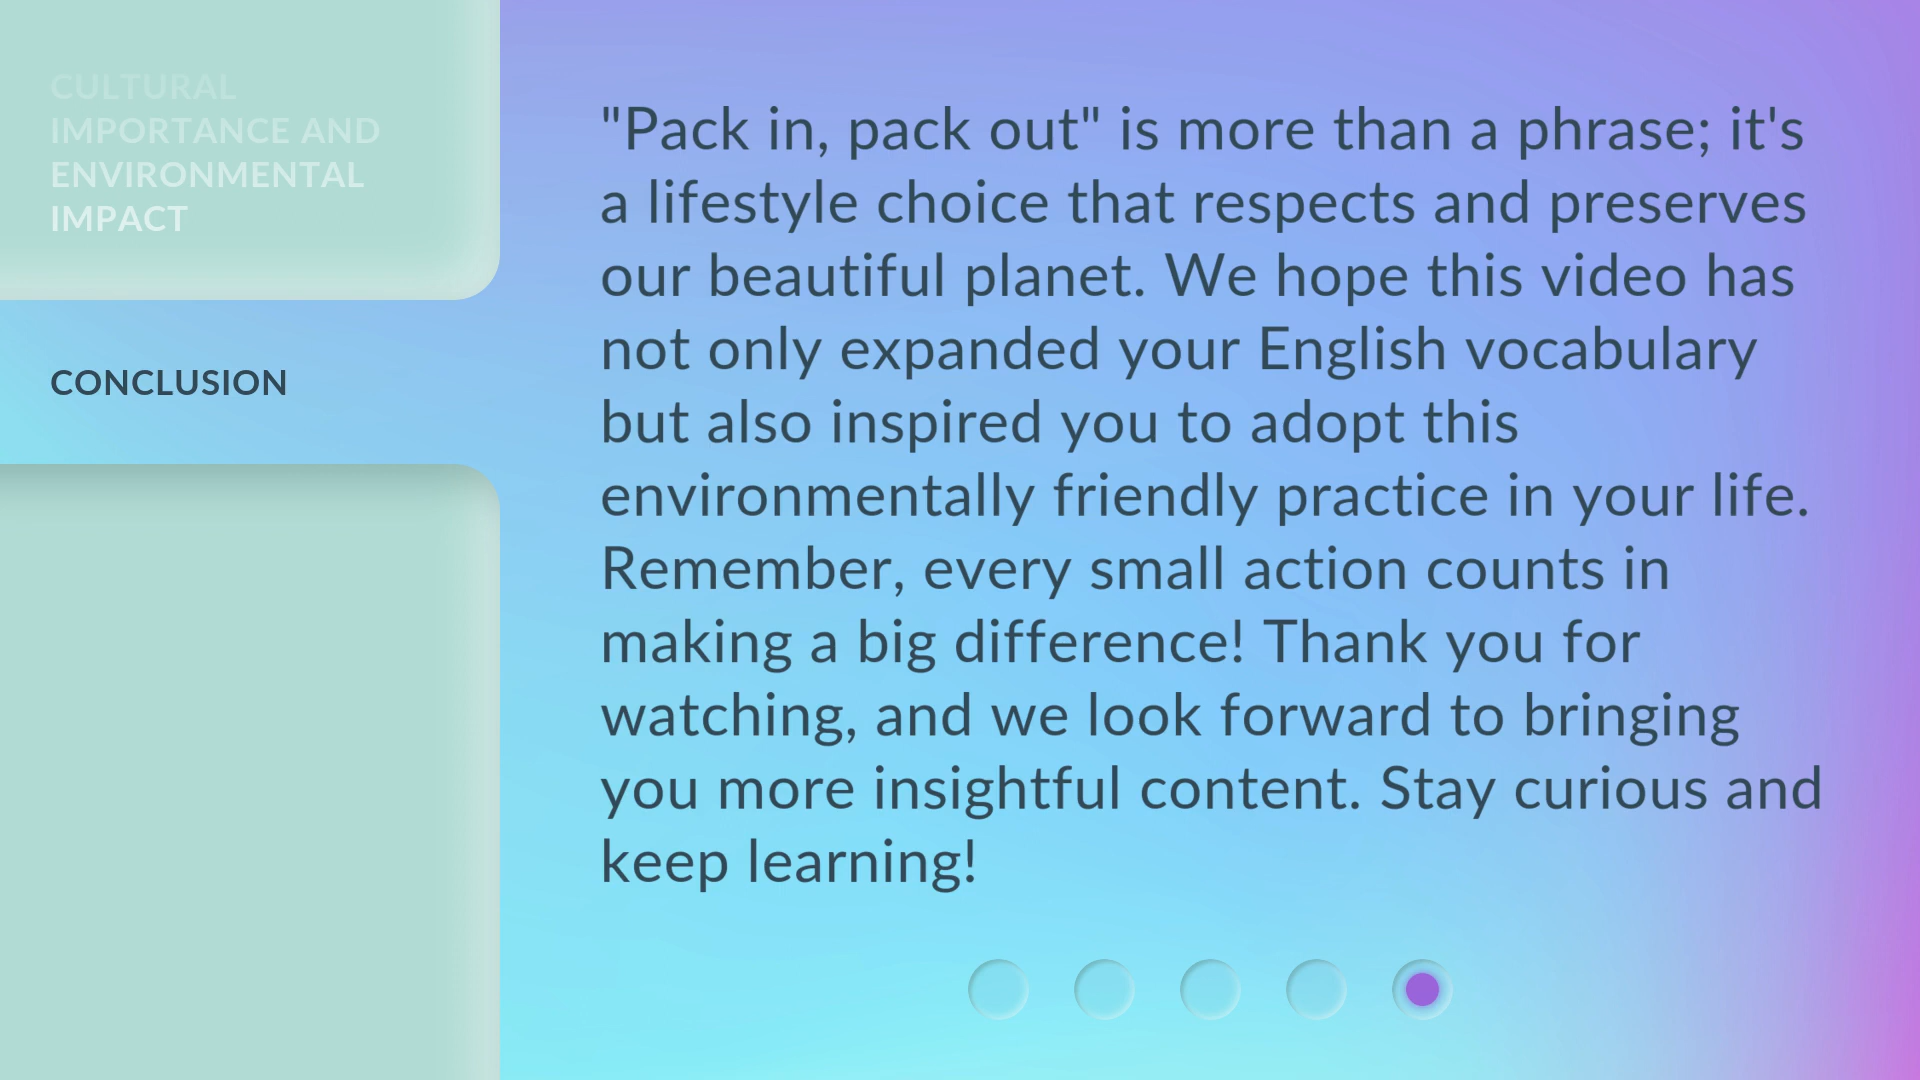 CULTURAL
IMPORTANCE AND
ENVIRONMENTAL
IMPACT
CONCLUSION
"Pack in, pack out" is more than a phrase; it's
a lifestyle choice that respects and preserves
our beautiful planet. We hope this video has
not only expanded your English vocabulary
but also inspired you to adopt this
environmentally friendly practice in your life.
Remember, every small action counts in
making a big difference! Thank you for
watching, and we look forward to bringing
you more insightful content. Stay curious and
keep learning!